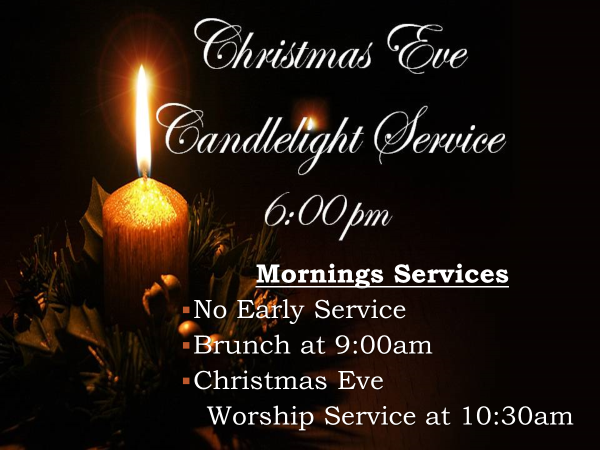 Christmas Eve
Candlelight Service
6:00pm
Mornings Services
▪No Early Service
▪Brunch at 9:00am
▪Christmas Eve
Worship Service at 10:30am